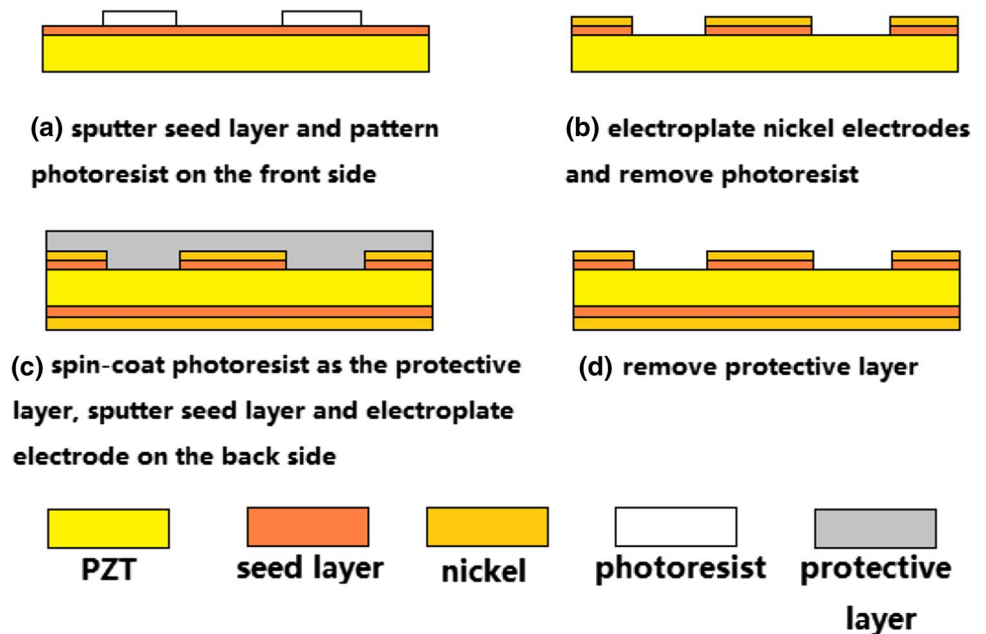 (a) sputter seed layer and pattern
photoresist on the front side
(b) electroplate nickel electrodes
and remove photoresist
(c) spin-coat photoresist as the protective
layer, sputter seed layer and electroplate
electrode on the back side
(d) remove protective layer
PZT
seed layer
nickel
photoresist
protective
layer